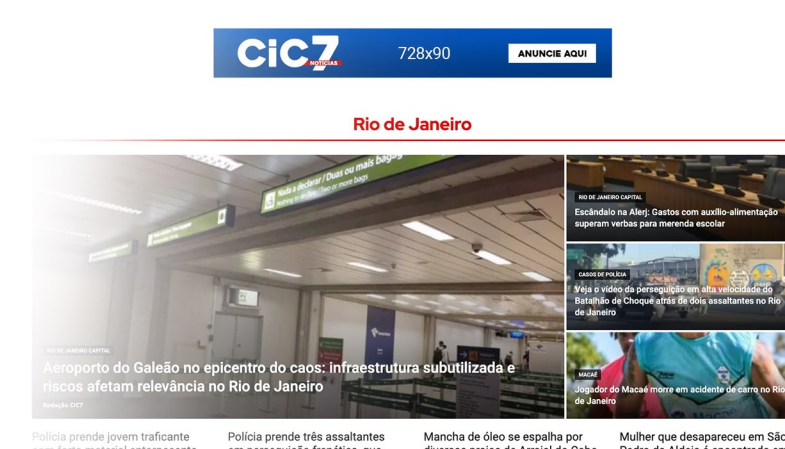 CiC7
NOTÍCIAS
728x90
ANUNCIE AQUI
Rio de Janeiro
Nada a declarar / Duas ou mais bagag
Nothing to declare / Two or more bags
RIO DE JANEIRO CAPITAL
Aeroporto do Galeão no epicentro do caos: infraestrutura subutilizada e
riscos afetam relevância no Rio de Janeiro
Redação CIC7
RIO DE JANEIRO CAPITAL
Escândalo na Alerj: Gastos com auxílio-alimentação
superam verbas para merenda escolar
CASOS DE POLÍCIA
Veja o vídeo da perseguição em alta velocidade do
Batalhão de Choque atrás de dois assaltantes no Rio
de Janeiro
MACAÉ
Jogador do Macaé morre em acidente de carro no Rio
de Janeiro
Polícia prende jovem traficante
Polícia prende três assaltantes
Mancha de óleo se espalha por
Mulher que desapareceu em São